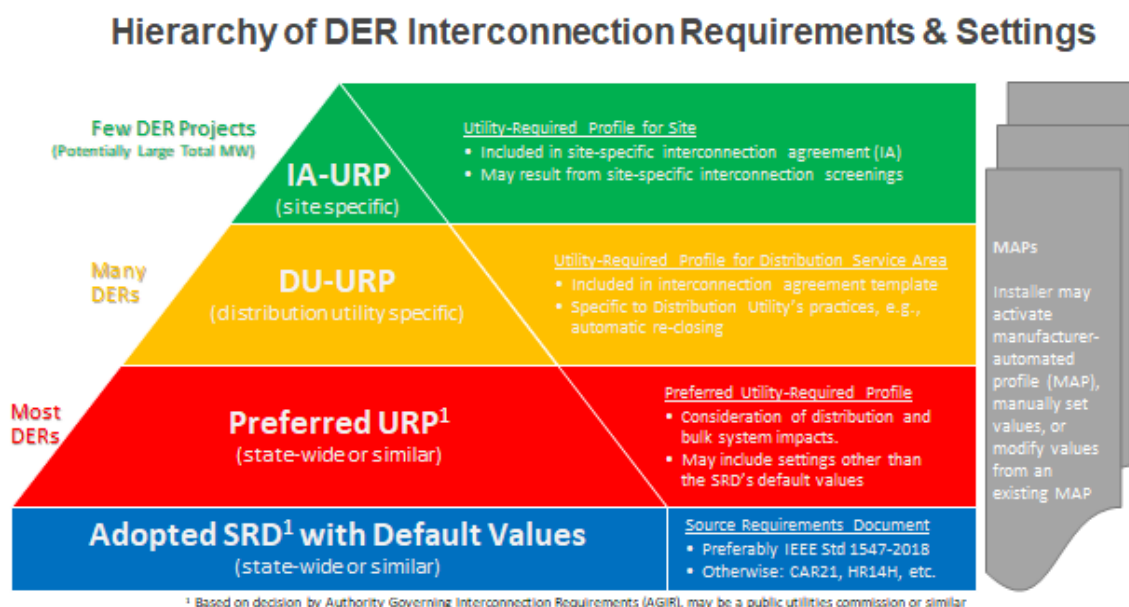 Hierarchy of DER Interconnection Requirements & Settings
Few DER Projects
(Potentially Large Total MW)
IA-URP
(site specific)
Utility-Required Profile for Site
• Included in site-specific interconnection agreement (IA)
• May result from site-specific interconnection screenings
Many
DERs
DU-URP
(distribution utility specific)
Utility-Required Profile for Distribution Service Area
• Included in interconnection agreement template
• Specific to Distribution Utility's practices, e.g.,
automatic re-closing
Most
DERs
Preferred URP¹
(state-wide or similar)
Preferred Utility-Required Profile
• Consideration of distribution and
bulk system impacts.
• May include settings other than
the SRD's default values
Adopted SRD¹ with Default Values
(state-wide or similar)
Source Requirements Document
• Preferably IEEE Std 1547-2018
• Otherwise: CAR21, HR14H, etc.
MAPs
Installer may
activate
manufacturer-
automated
profile (MAP),
manually set
values, or
modify values
from an
existing MAP
¹ Based on decision by Authority Governing Interconnection Requirements (AGIR), may be a public utilities commission or similar